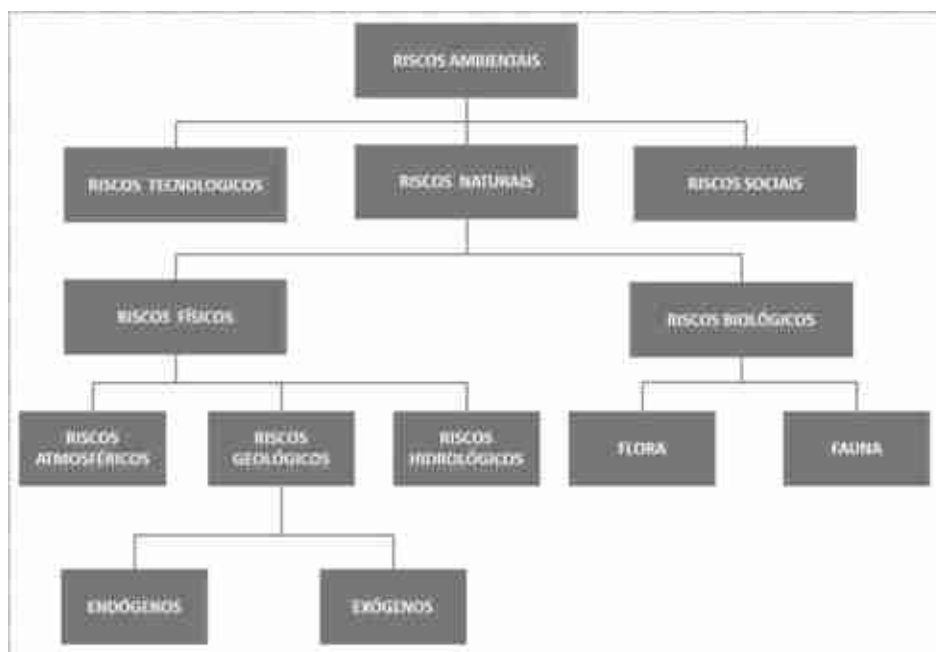 RISCOS AMBIENTAIS
RISCOS TECNOLOGICOS
RISCOS NATURAIS
RISCOS SOCIAIS
RISCOS FÍSICOS
RISCOS BIOLÓGICOS
RISCOS
ATMOSFÉRICOS
RISCOS
GEOLÓGICOS
RISCOS
HIDROLÓGICOS
FLORA
FAUNA
ENDÓGENOS
EXÓGENOS